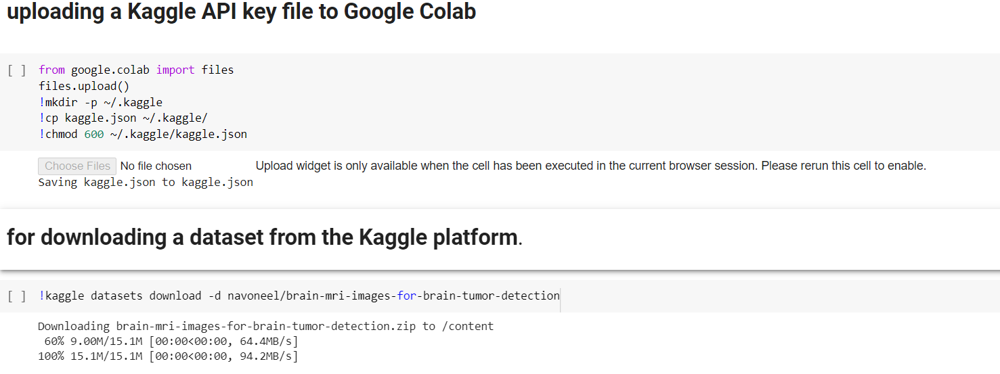 uploading a Kaggle API key file to Google Colab
[ ] from google.colab import files
files.upload()
!mkdir -p ~/.kaggle
!cp kaggle.json ~/.kaggle/
!chmod 600 ~/.kaggle/kaggle.json
Choose Files No file chosen Upload widget is only available when the cell has been executed in the current browser session. Please rerun this cell to enable.
Saving kaggle.json to kaggle.json
for downloading a dataset from the Kaggle platform.
[ ] !kaggle datasets download -d navoneel/brain-mri-images-for-brain-tumor-detection
Downloading brain-mri-images-for-brain-tumor-detection.zip to /content
60% 9.00M/15.1M [00:00<00:00, 64.4MB/s]
100% 15.1M/15.1M [00:00<00:00, 94.2MB/s]